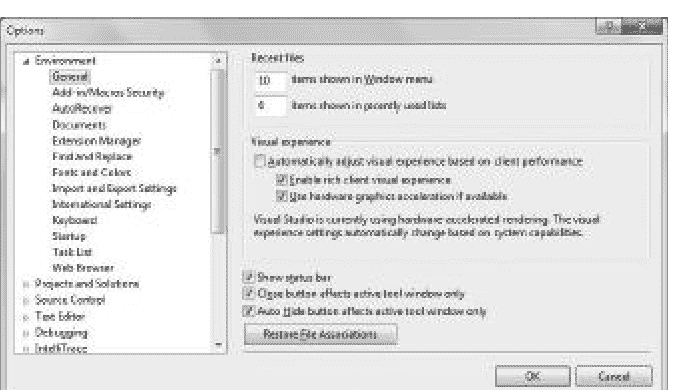 Options
Environment
General
Add-in/Macros Security
AutoRecover
Documents
Extension Manager
Find and Replace
Fonts and Colors
Import and Export Settings
International Settings
Keyboard
Startup
Task List
Web Browser
Projects and Solutions
Source Control
Text Editor
Debugging
IntelliTrace
Recent files
10 items shown in Window menu
6 items shown in recently used lists
Visual experience
Automatically adjust visual experience based on client performance
Enable rich client visual experience
Use hardware graphics acceleration if available
Visual Studio is currently using hardware-accelerated rendering. The visual
experience settings automatically change based on system capabilities.
Show status bar
Close button affects active tool window only
Auto Hide button affects active tool window only
Restore File Associations
OK
Cancel